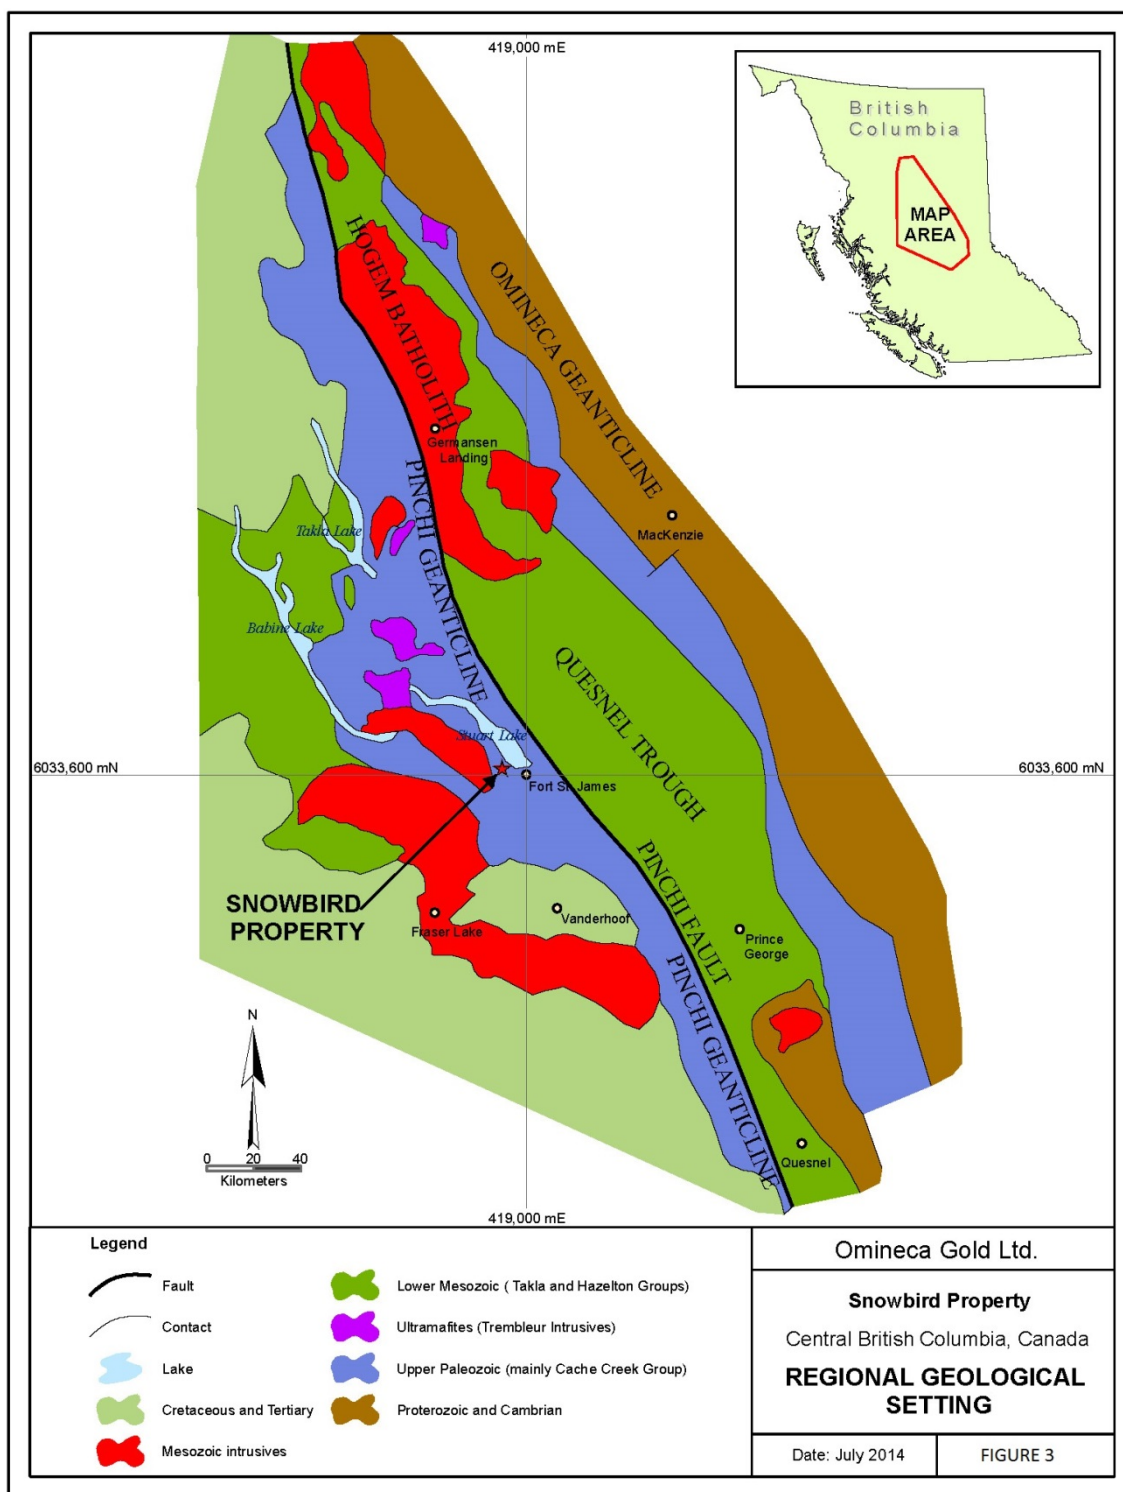 419,000 mE
British
Columbia
MAP
AREA
HOGEM BATHOLITH
OMINECA GEANTICLINE
Germansen
Landing
PINCHI GEANTICLINE
Takla Lake
MacKenzie
Babine Lake
QUESNEL TROUGH
Stuart Lake
6033,600 mN
6033,600 mN
Fort St. James
PINCHI FAULT
SNOWBIRD
PROPERTY
Vanderhoof
Fraser Lake
Prince
George
PINCHI GEANTICLINE
N
Quesnel
0 20 40
Kilometers
419,000 mE
Legend
Fault
Contact
Lake
Cretaceous and Tertiary
Mesozoic intrusives
Lower Mesozoic ( Takla and Hazelton Groups)
Ultramafites (Trembleur Intrusives)
Upper Paleozoic (mainly Cache Creek Group)
Proterozoic and Cambrian
Omineca Gold Ltd.
Snowbird Property
Central British Columbia, Canada
REGIONAL GEOLOGICAL
SETTING
Date: July 2014
FIGURE 3